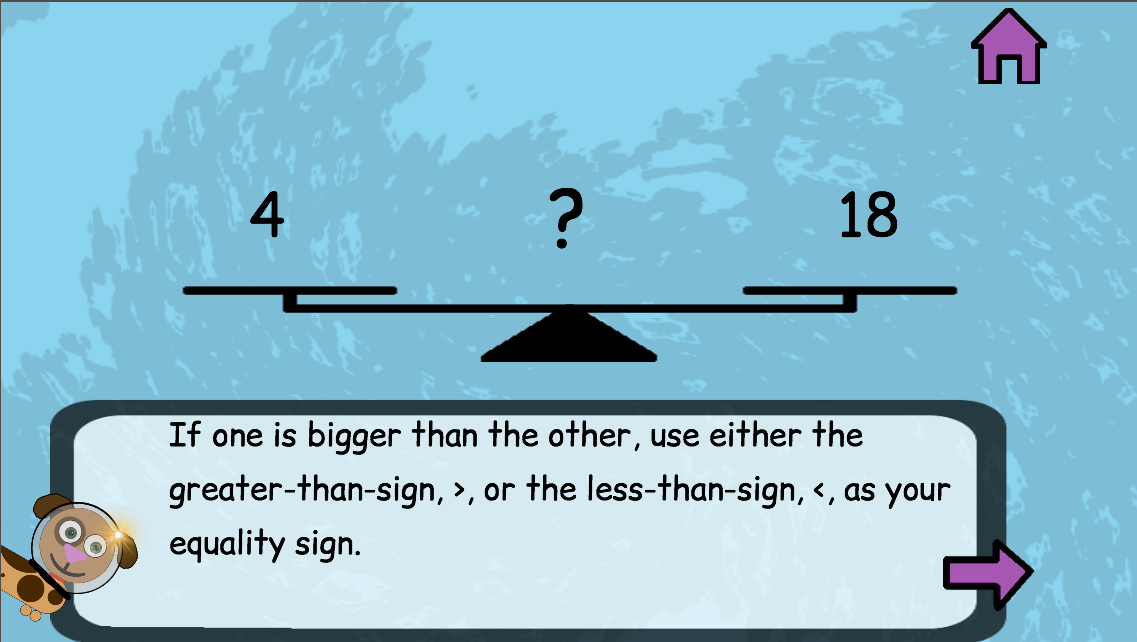 4 ? 18
If one is bigger than the other, use either the
greater-than-sign, >, or the less-than-sign, <, as your
equality sign.